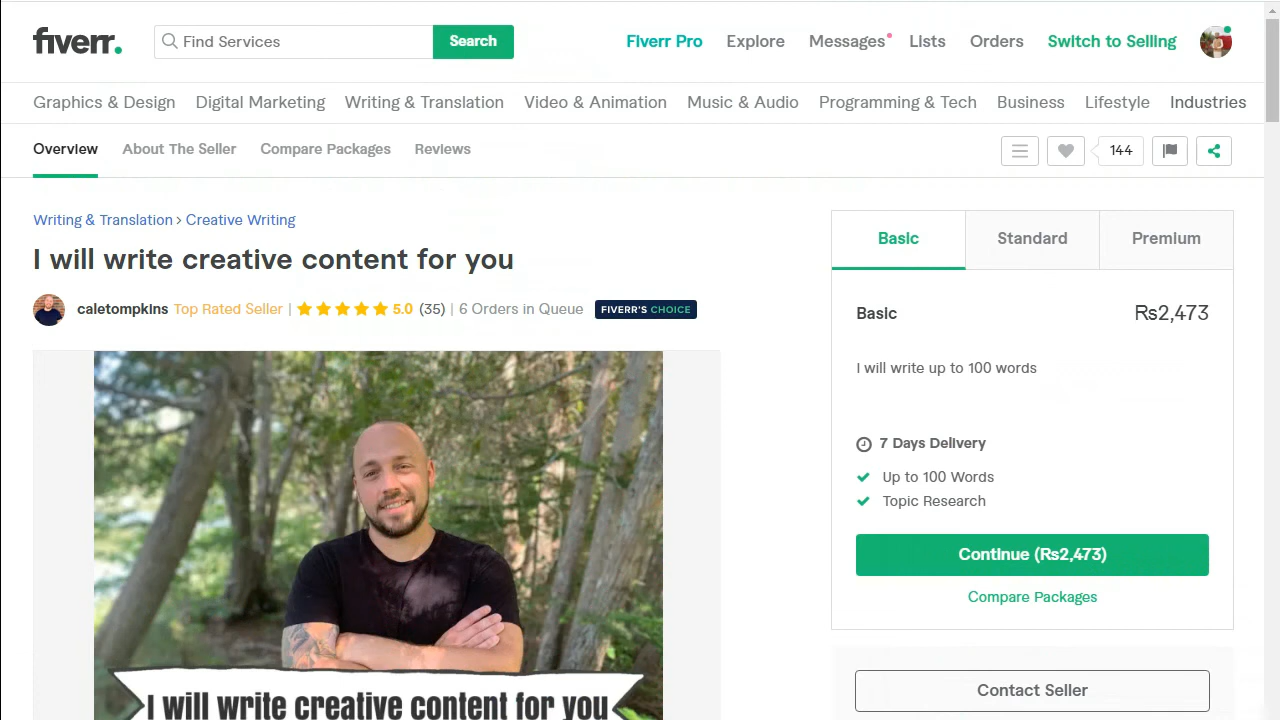 fiverr.
Find Services
Search
Fiverr Pro
Explore
Messages
Lists
Orders
Switch to Selling
Graphics & Design
Digital Marketing
Writing & Translation
Video & Animation
Music & Audio
Programming & Tech
Business
Lifestyle
Industries
Overview
About The Seller
Compare Packages
Reviews
144
Writing & Translation › Creative Writing
I will write creative content for you
caletompkins Top Rated Seller | 5.0 (35) | 6 Orders in Queue FIVERR'S CHOICE
I will write creative content for you
Basic
Standard
Premium
Basic
Rs2,473
I will write up to 100 words
7 Days Delivery
Up to 100 Words
Topic Research
Continue (Rs2,473)
Compare Packages
Contact Seller